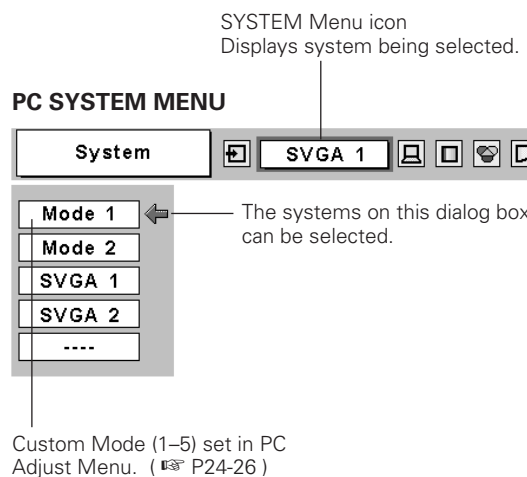 SYSTEM Menu icon
Displays system being selected.
PC SYSTEM MENU
System
SVGA 1
Mode 1
The systems on this dialog box
can be selected.
Mode 2
SVGA 1
SVGA 2
----
Custom Mode (1–5) set in PC
Adjust Menu. ( ☞ P24-26 )